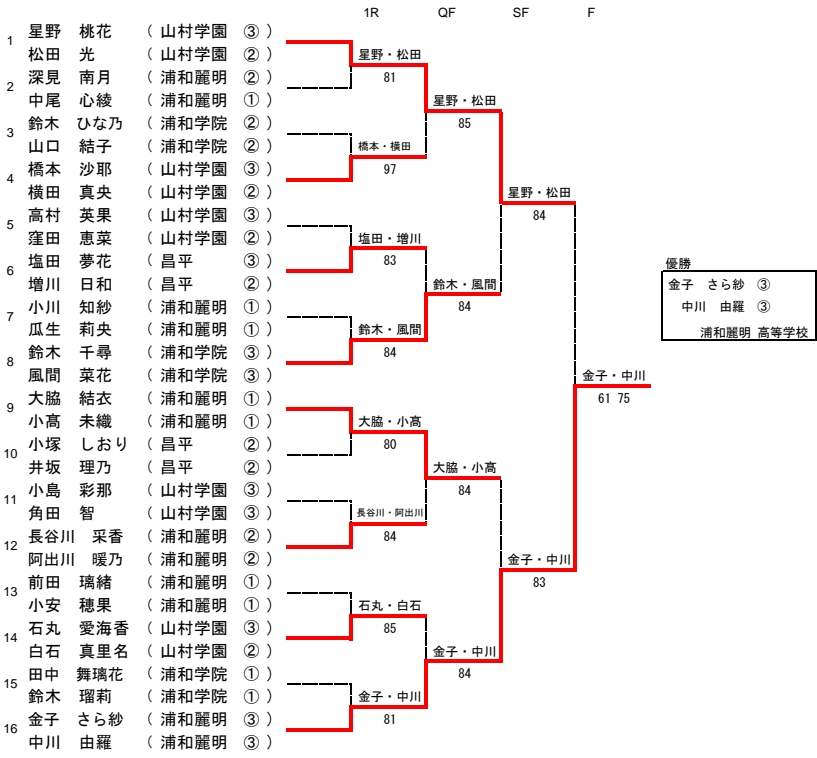 1R QF SF F
1 星野 桃花 ( 山村学園 ③ )
松田 光 ( 山村学園 ② )
星野・松田
81
2 深見 南月 ( 浦和麗明 ② )
中尾 心綾 ( 浦和麗明 ① )
星野・松田
85
3 鈴木 ひな乃 ( 浦和学院 ② )
山口 結子 ( 浦和学院 ② )
橋本・横田
97
4 橋本 沙耶 ( 山村学園 ③ )
横田 真央 ( 山村学園 ② )
星野・松田
84
5 高村 英果 ( 山村学園 ③ )
窪田 恵菜 ( 山村学園 ② )
塩田・増川
83
6 塩田 夢花 ( 昌平 ③ )
増川 日和 ( 昌平 ② )
鈴木・風間
84
7 小川 知紗 ( 浦和麗明 ① )
瓜生 莉央 ( 浦和麗明 ① )
鈴木・風間
84
8 鈴木 千尋 ( 浦和学院 ③ )
風間 菜花 ( 浦和学院 ③ )
金子・中川
61 75
優勝
金子 さら紗 ③
中川 由羅 ③
浦和麗明 高等学校
9 大脇 結衣 ( 浦和麗明 ① )
小髙 未織 ( 浦和麗明 ① )
大脇・小髙
80
10 小塚 しおり ( 昌平 ② )
井坂 理乃 ( 昌平 ② )
大脇・小髙
84
11 小島 彩那 ( 山村学園 ③ )
角田 智 ( 山村学園 ③ )
長谷川・阿出川
84
12 長谷川 采香 ( 浦和麗明 ② )
阿出川 暖乃 ( 浦和麗明 ② )
金子・中川
83
13 前田 璃緒 ( 浦和麗明 ① )
小安 穂果 ( 浦和麗明 ① )
石丸・白石
85
14 石丸 愛海香 ( 山村学園 ③ )
白石 真里名 ( 山村学園 ② )
金子・中川
84
15 田中 舞璃花 ( 浦和学院 ① )
鈴木 瑠莉 ( 浦和学院 ① )
金子・中川
81
16 金子 さら紗 ( 浦和麗明 ③ )
中川 由羅 ( 浦和麗明 ③ )